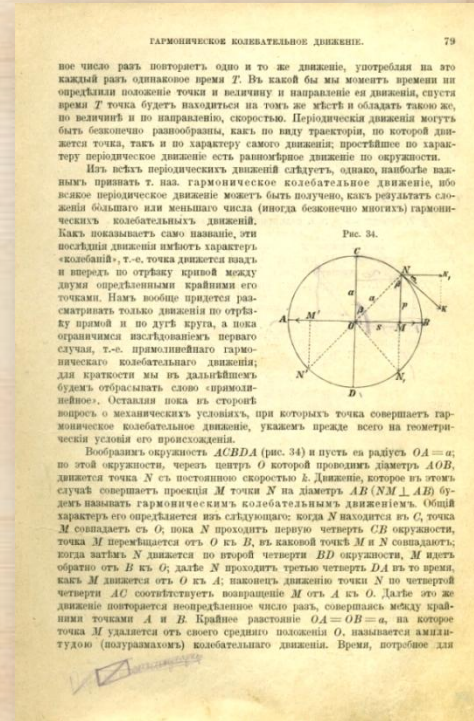 ГАРМОНИЧЕСКОЕ КОЛЕБАТЕЛЬНОЕ ДВИЖЕНІЕ. 79
ное число разъ повторяетъ одно и то же движеніе, употребляя на это
каждый разъ одинаковое время T. Въ какой бы мы моментъ времени ни
опредѣлили положеніе точки и величину и направленіе ея движенія, спустя
время T точка будетъ находиться на томъ же мѣстѣ и обладать такою же,
по величинѣ и по направленію, скоростью. Періодическія движенія могутъ
быть безконечно разнообразны, какъ по виду траекторіи, по которой дви-
жется точка, такъ и по характеру самого движенія; простѣйшее по харак-
теру періодическое движеніе есть равномѣрное движеніе по окружности.
Изъ всѣхъ періодическихъ движеній слѣдуетъ, однако, наиболѣе важ-
нымъ признать т. наз. гармоническое колебательное движеніе, ибо
всякое періодическое движеніе можетъ быть получено, какъ результатъ сло-
женія бо́льшаго или меньшаго числа (иногда безконечно многихъ) гармони-
ческихъ колебательныхъ движеній.
Какъ показываетъ само названіе, эти
послѣднія движенія имѣютъ характеръ
«колебаній», т.-е. точка движется взадъ
и впередъ по отрѣзку кривой между
двумя опредѣленными крайними его
точками. Намъ вообще придется раз-
сматривать только движенія по отрѣз-
ку прямой и по дугѣ круга, а пока
ограничимся изслѣдованіемъ перваго
случая, т.-е. прямолинейнаго гармо-
ническаго колебательнаго движенія;
для краткости мы въ дальнѣйшемъ
будемъ отбрасывать слово «прямоли-
нейное». Оставляя пока въ сторонѣ
Рис. 34.
C
N
a
a
p
K
A
M'
O
x
M
B
N'
D
вопросъ о механическихъ условіяхъ, при которыхъ точка совершаетъ гар-
моническое колебательное движеніе, укажемъ прежде всего на геометри-
ческія условія его происхожденія.
Вообразимъ окружность ACBDA (рис. 34) и пусть ея радіусъ OA = a;
по этой окружности, черезъ центръ O которой проводимъ діаметръ AOB,
движется точка N съ постоянною скоростью k. Движеніе, которое въ этомъ
случаѣ совершаетъ проекція M точки N на діаметръ AB (NM ⊥ AB) бу-
демъ называть гармоническимъ колебательнымъ движеніемъ. Общій
характеръ его опредѣляется изъ слѣдующаго; когда N находится въ C, точка
M совпадаетъ съ O; пока N проходитъ первую четверть CB окружности,
точка M перемѣщается отъ O къ B, въ каковой точкѣ M и N совпадаютъ;
когда затѣмъ N движется по второй четверти BD окружности, M идетъ
обратно отъ B къ O; далѣе N проходитъ третью четверть DA въ то время,
какъ M движется отъ O къ A; наконецъ движенію точки N по четвертой
четверти AC соотвѣтствуетъ возвращеніе M отъ A къ O. Далѣе это же
движеніе повторяется неопредѣленное число разъ, совершаясь между край-
ними точками A и B. Крайнее разстояніе OA = OB = a, на которое
точка M удаляется отъ своего средняго положенія O, называется ампли-
тудою (полуразмахомъ) колебательнаго движенія. Время, потребное для